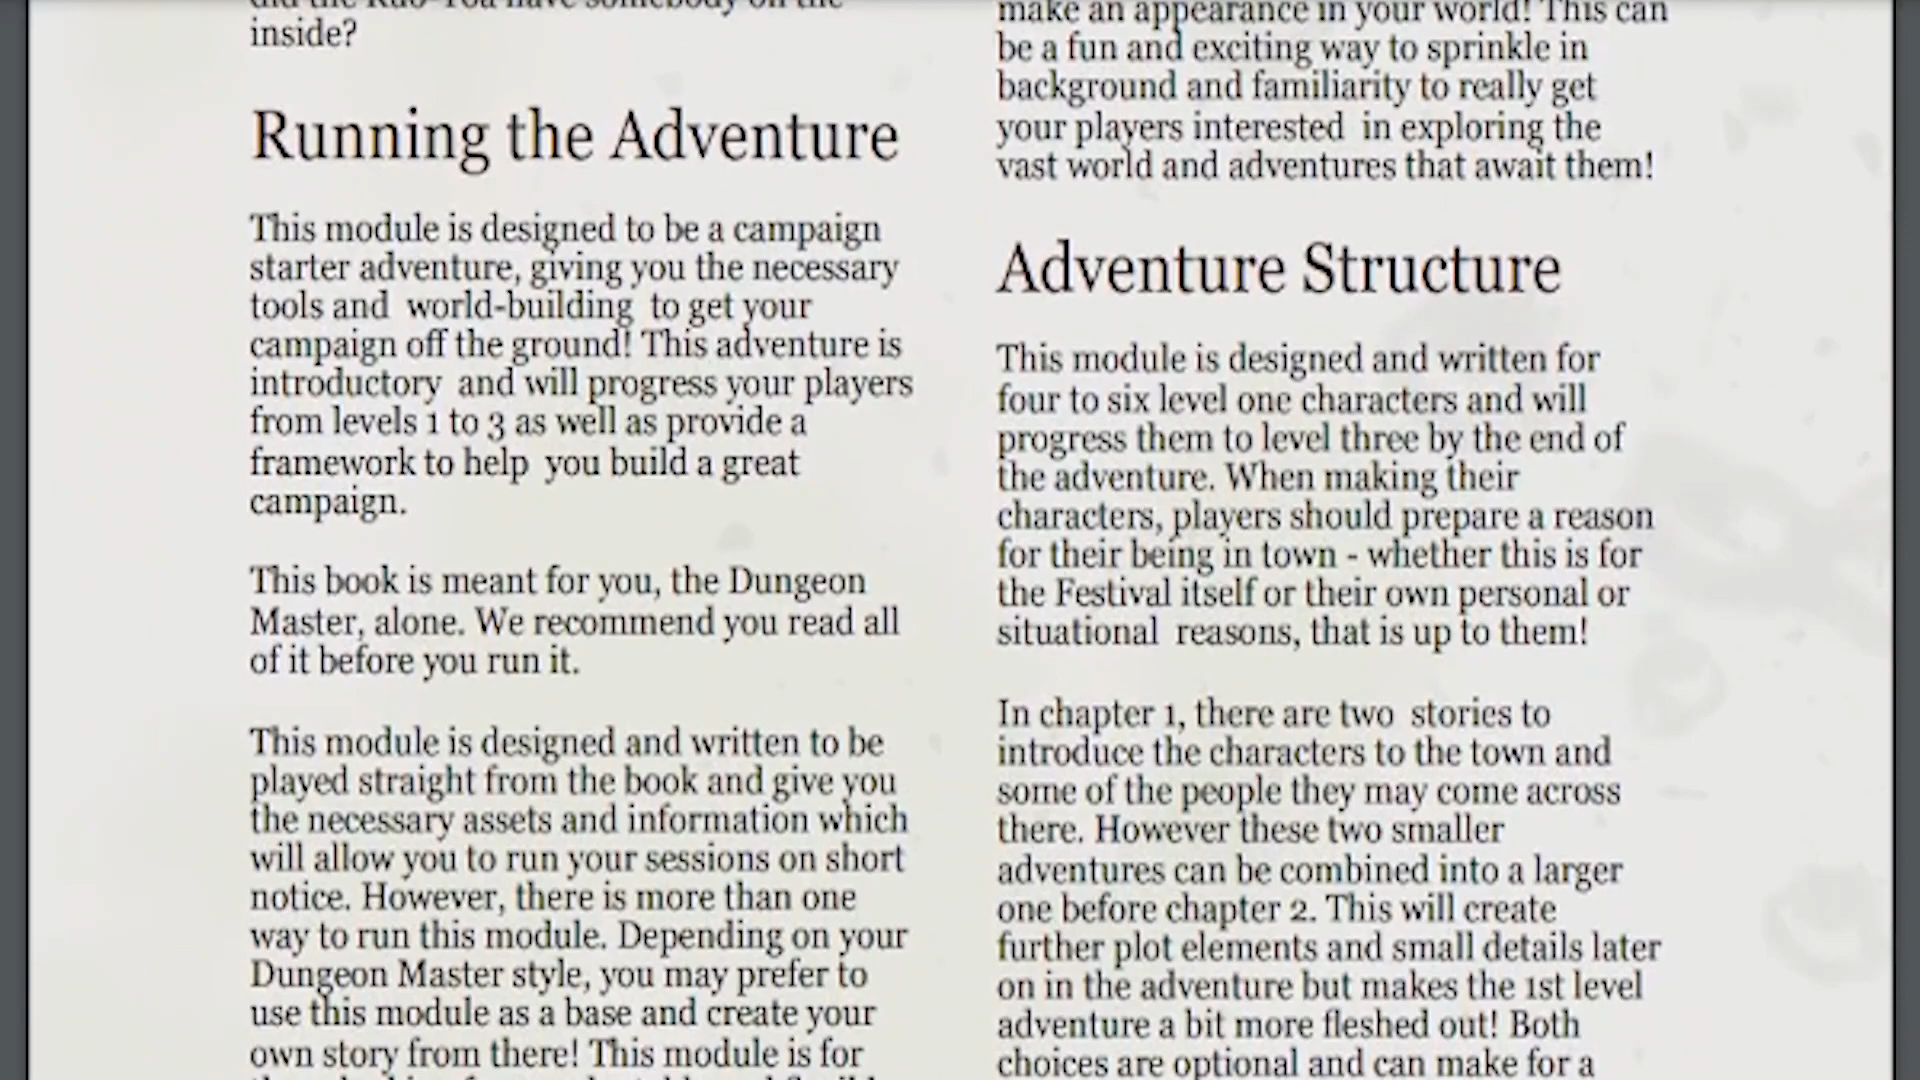 inside?
Running the Adventure
This module is designed to be a campaign
starter adventure, giving you the necessary
tools and world-building to get your
campaign off the ground! This adventure is
introductory and will progress your players
from levels 1 to 3 as well as provide a
framework to help you build a great
campaign.
This book is meant for you, the Dungeon
Master, alone. We recommend you read all
of it before you run it.
This module is designed and written to be
played straight from the book and give you
the necessary assets and information which
will allow you to run your sessions on short
notice. However, there is more than one
way to run this module. Depending on your
Dungeon Master style, you may prefer to
use this module as a base and create your
own story from there! This module is for
make an appearance in your world! This can
be a fun and exciting way to sprinkle in
background and familiarity to really get
your players interested in exploring the
vast world and adventures that await them!
Adventure Structure
This module is designed and written for
four to six level one characters and will
progress them to level three by the end of
the adventure. When making their
characters, players should prepare a reason
for their being in town - whether this is for
the Festival itself or their own personal or
situational reasons, that is up to them!
In chapter 1, there are two stories to
introduce the characters to the town and
some of the people they may come across
there. However these two smaller
adventures can be combined into a larger
one before chapter 2. This will create
further plot elements and small details later
on in the adventure but makes the 1st level
adventure a bit more fleshed out! Both
choices are optional and can make for a